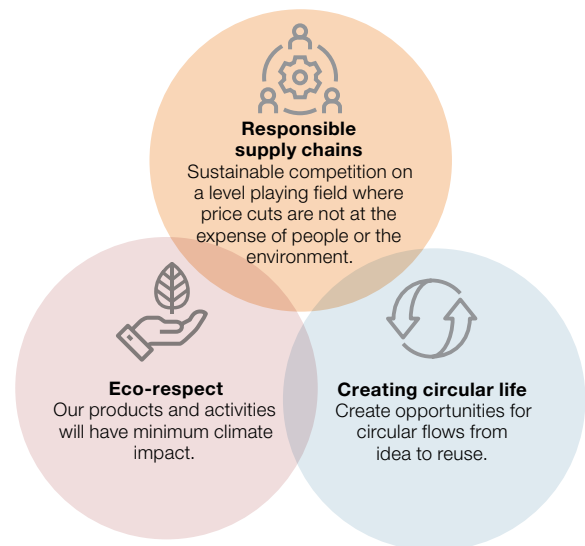 Responsible
supply chains
Sustainable competition on
a level playing field where
price cuts are not at the
expense of people or the
environment.
Eco-respect
Our products and activities
will have minimum climate
impact.
Creating circular life
Create opportunities for
circular flows from
idea to reuse.